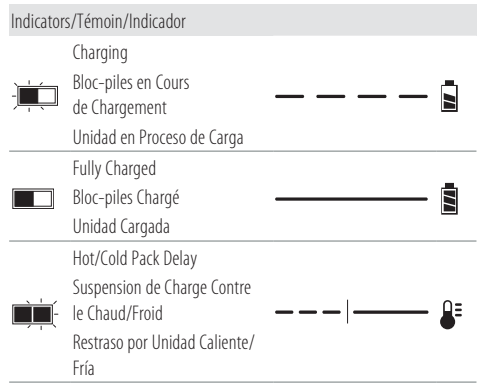 Indicators/Témoin/Indicador
Charging
Bloc-piles en Cours
de Chargement
Unidad en Proceso de Carga
Fully Charged
Bloc-piles Chargé
Unidad Cargada
Hot/Cold Pack Delay
Suspension de Charge Contre
le Chaud/Froid
Restraso por Unidad Caliente/
Fría